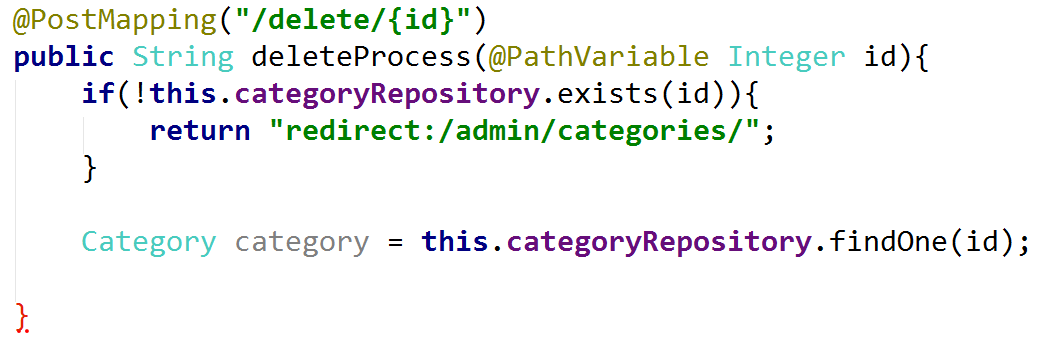 @PostMapping("/delete/{id}")
public String deleteProcess(@PathVariable Integer id){
    if(!this.categoryRepository.exists(id)){
        return "redirect:/admin/categories/";
    }
    Category category = this.categoryRepository.findOne(id);
}